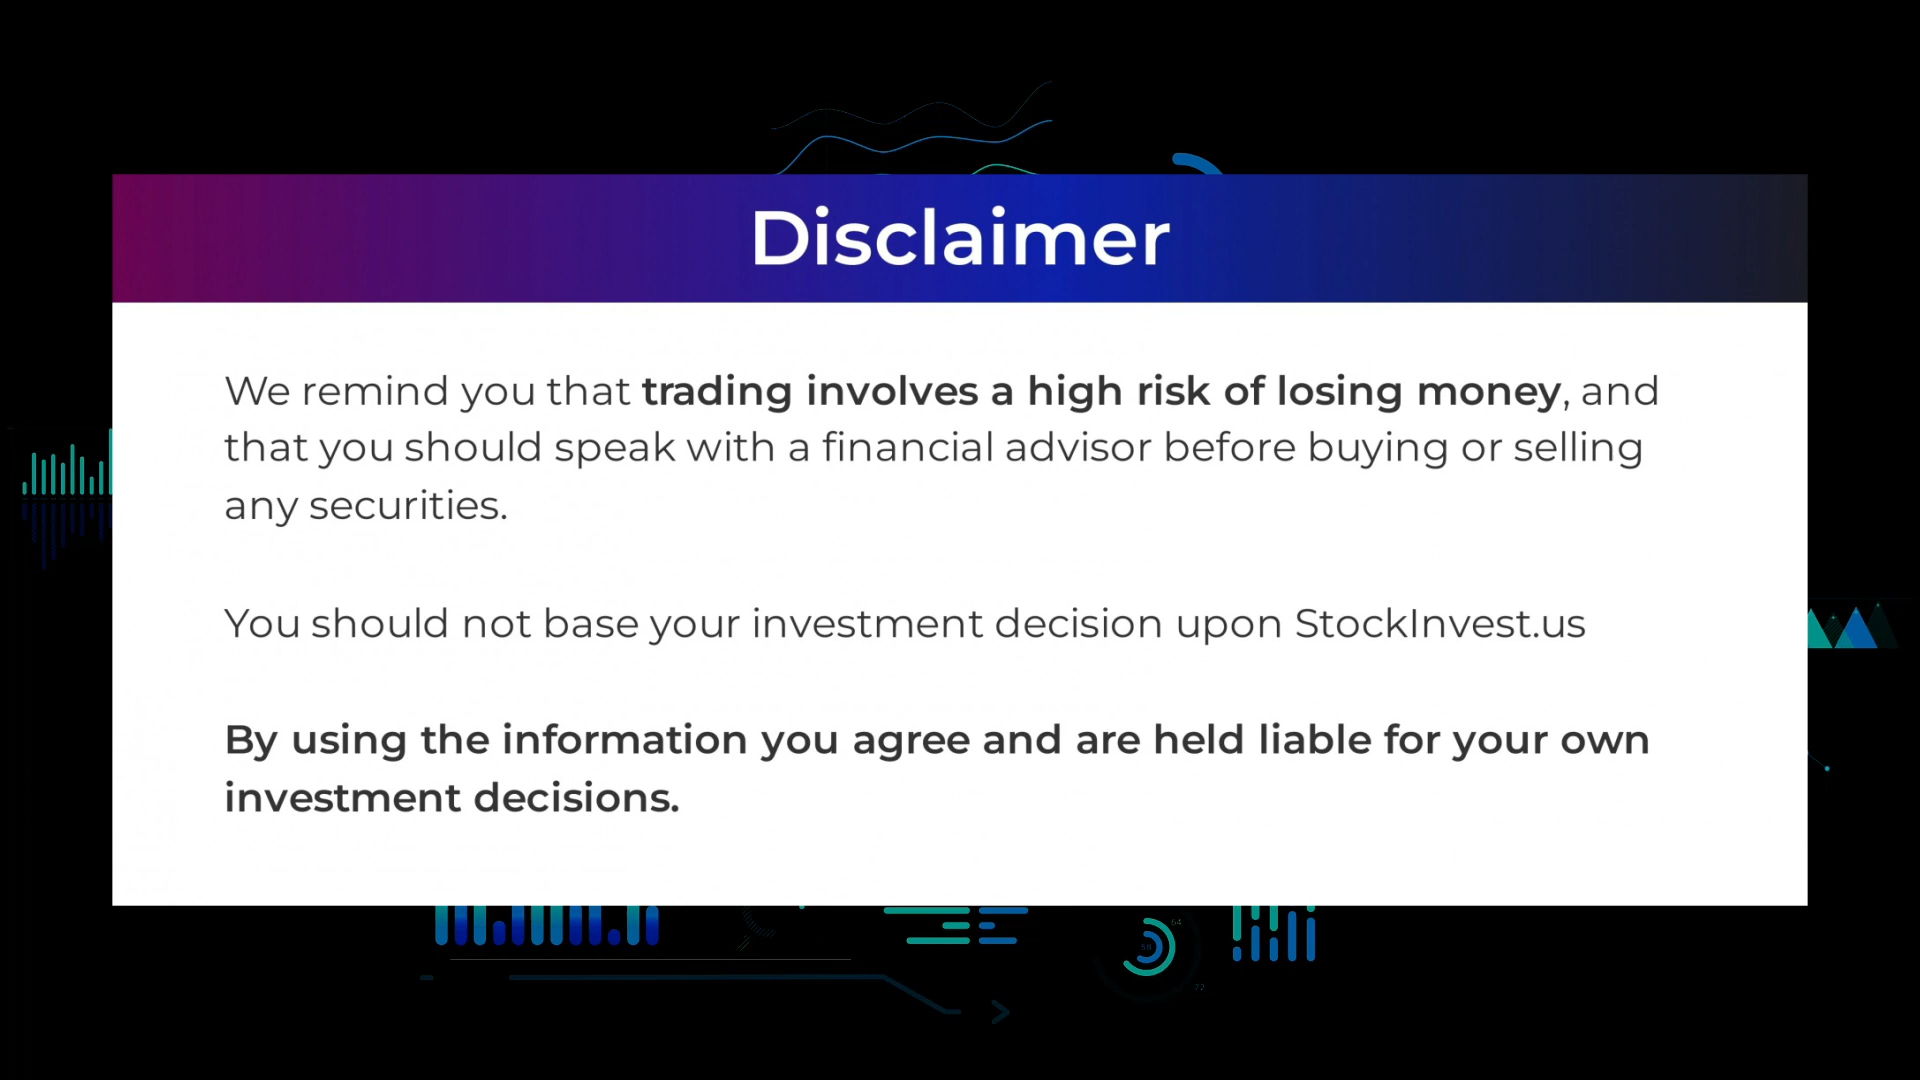 Disclaimer
We remind you that trading involves a high risk of losing money, and
that you should speak with a financial advisor before buying or selling
any securities.
You should not base your investment decision upon StockInvest.us
By using the information you agree and are held liable for your own
investment decisions.
64
72